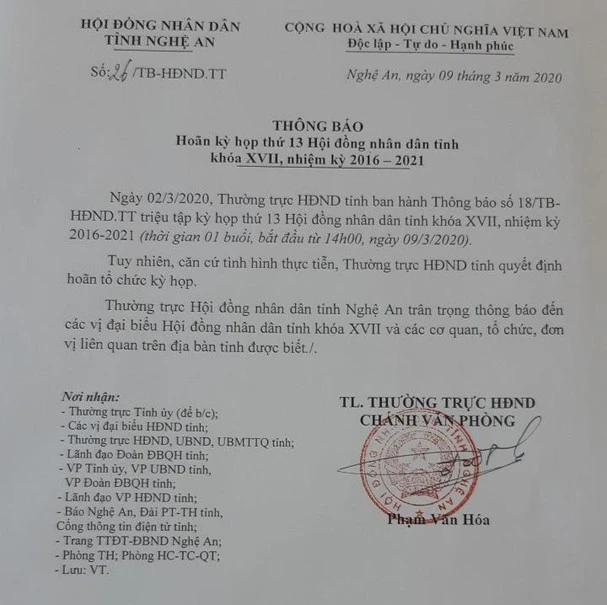 HỘI ĐỒNG NHÂN DÂN
TỈNH NGHỆ AN
CỘNG HOÀ XÃ HỘI CHỦ NGHĨA VIỆT NAM
Độc lập - Tự do - Hạnh phúc
Số: 26/TB-HĐND.TT
Nghệ An, ngày 09 tháng 3 năm 2020
THÔNG BÁO
Hoãn kỳ họp thứ 13 Hội đồng nhân dân tỉnh
khóa XVII, nhiệm kỳ 2016 – 2021
Ngày 02/3/2020, Thường trực HĐND tỉnh ban hành Thông báo số 18/TB-
HĐND.TT triệu tập kỳ họp thứ 13 Hội đồng nhân dân tỉnh khóa XVII, nhiệm kỳ
2016-2021 (thời gian 01 buổi, bắt đầu từ 14h00, ngày 09/3/2020).
Tuy nhiên, căn cứ tình hình thực tiễn, Thường trực HĐND tỉnh quyết định
hoãn tổ chức kỳ họp.
Thường trực Hội đồng nhân dân tỉnh Nghệ An trân trọng thông báo đến
các vị đại biểu Hội đồng nhân dân tỉnh khóa XVII và các cơ quan, tổ chức, đơn
vị liên quan trên địa bàn tỉnh được biết./.
Nơi nhận:
- Thường trực Tỉnh ủy (để b/c);
- Các vị đại biểu HĐND tỉnh;
- Thường trực HĐND, UBND, UBMTTQ tỉnh;
- Lãnh đạo Đoàn ĐBQH tỉnh;
- VP Tỉnh ủy, VP UBND tỉnh,
VP Đoàn ĐBQH tỉnh;
- Lãnh đạo VP HĐND tỉnh;
- Báo Nghệ An, Đài PT-TH tỉnh,
Cổng thông tin điện tử tỉnh;
- Trang TTĐT-ĐBND Nghệ An;
- Phòng TH; Phòng HC-TC-QT;
- Lưu: VT.
TL. THƯỜNG TRỰC HĐND
CHÁNH VĂN PHÒNG
HỘI ĐỒNG NHÂN DÂN TỈNH NGHỆ AN
Phạm Văn Hóa